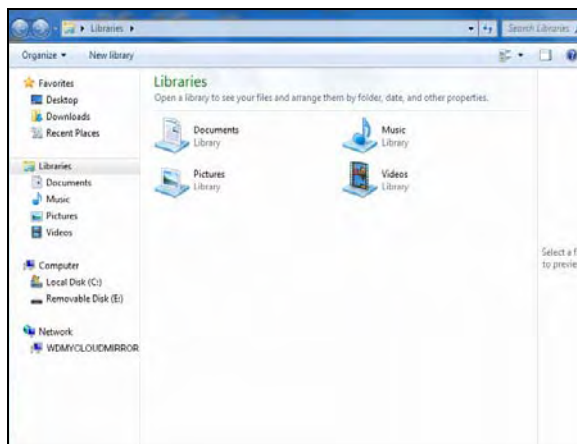 Libraries
Search Libraries
Organize
New library
Favorites
Desktop
Downloads
Recent Places
Libraries
Documents
Music
Pictures
Videos
Computer
Local Disk (C:)
Removable Disk (E:)
Network
WDMYCLOUDMIRROR
Libraries
Open a library to see your files and arrange them by folder, date, and other properties.
Documents
Library
Music
Library
Pictures
Library
Videos
Library
Select a f
to previe